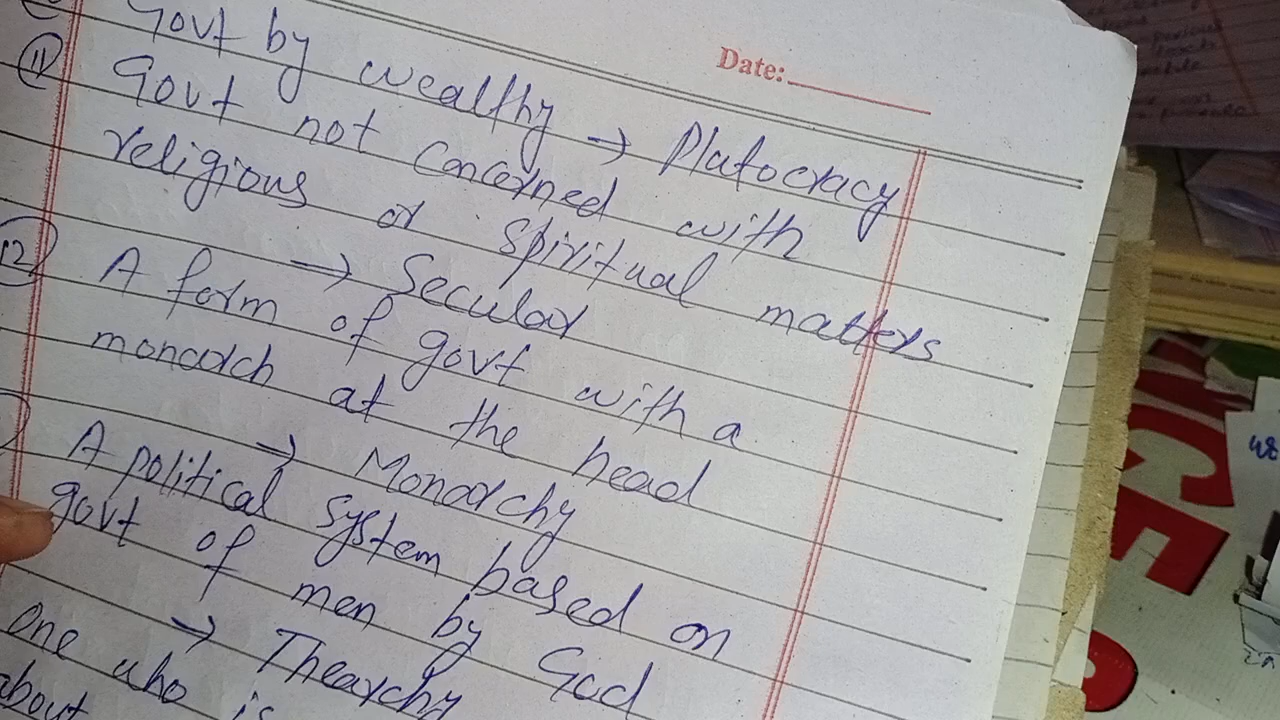 Date:
Govt by wealthy → Plutocracy
11 Govt not concerned with
religious or spiritual matters
→ Secular
12 A form of govt with a
monarch at the head
→ Monarchy
A political system based on
govt of men by God
→ Thearchy
One who is
about